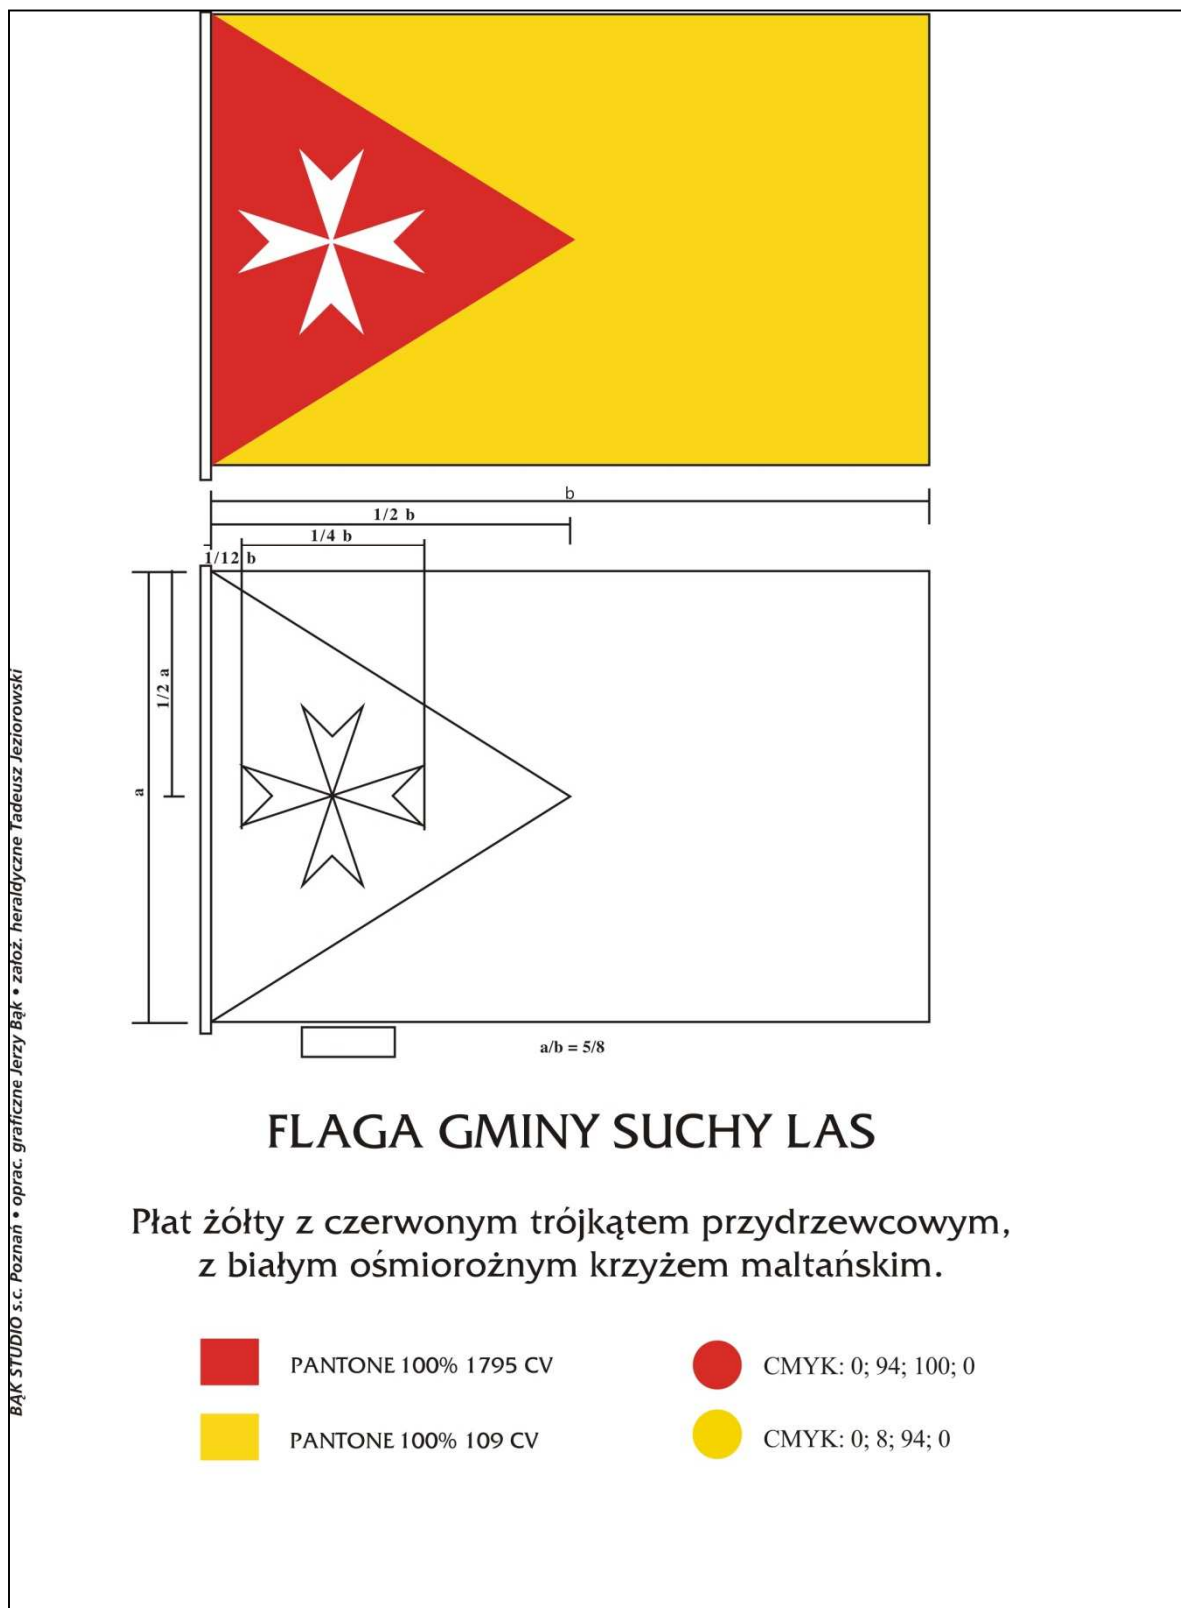 b
1/2 b
1/4 b
1/12 b
1/2 a
a
a/b = 5/8
FLAGA GMINY SUCHY LAS
Płat żółty z czerwonym trójkątem przydrzewcowym,
z białym ośmiorożnym krzyżem maltańskim.
PANTONE 100% 1795 CV
CMYK: 0; 94; 100; 0
PANTONE 100% 109 CV
CMYK: 0; 8; 94; 0
BĄK STUDIO s.c. Poznań • oprac. graficzne Jerzy Bąk • założ. heraldyczne Tadeusz Jeziorowski